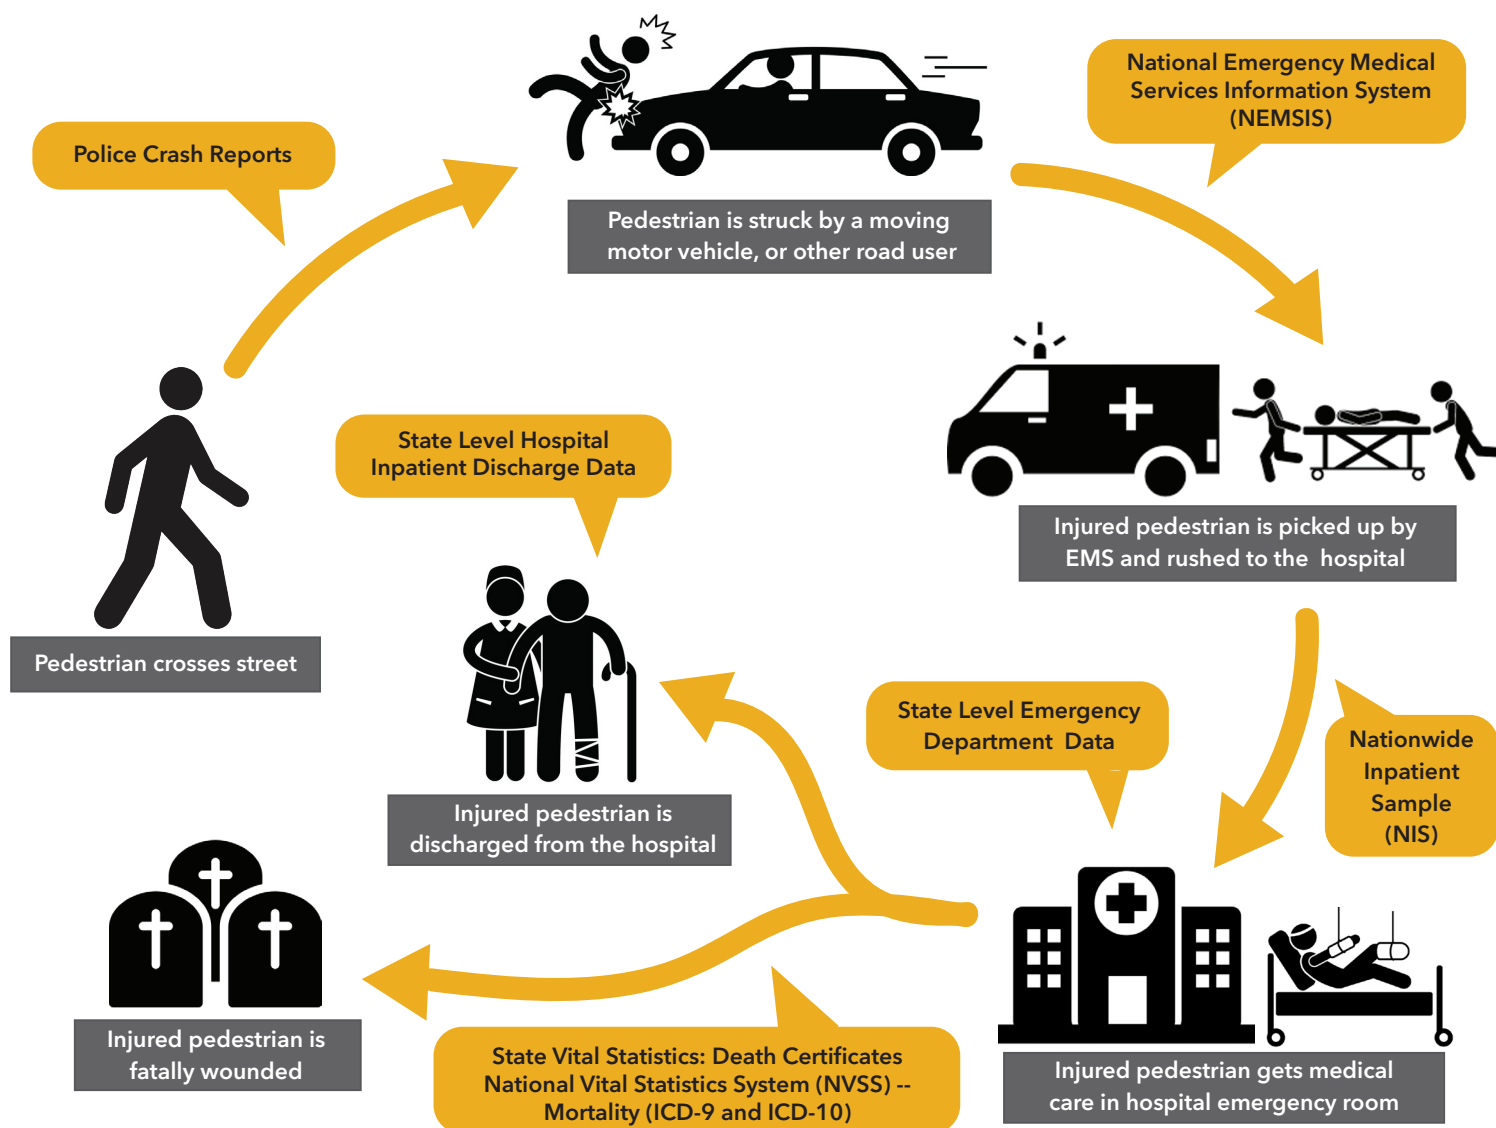 National Emergency Medical
Services Information System
(NEMSIS)
Police Crash Reports
Pedestrian is struck by a moving
motor vehicle, or other road user
State Level Hospital
Inpatient Discharge Data
Injured pedestrian is picked up by
EMS and rushed to the hospital
Pedestrian crosses street
State Level Emergency
Department Data
Nationwide
Inpatient
Sample
(NIS)
Injured pedestrian is
discharged from the hospital
Injured pedestrian is
fatally wounded
State Vital Statistics: Death Certificates
National Vital Statistics System (NVSS) --
Mortality (ICD-9 and ICD-10)
Injured pedestrian gets medical
care in hospital emergency room